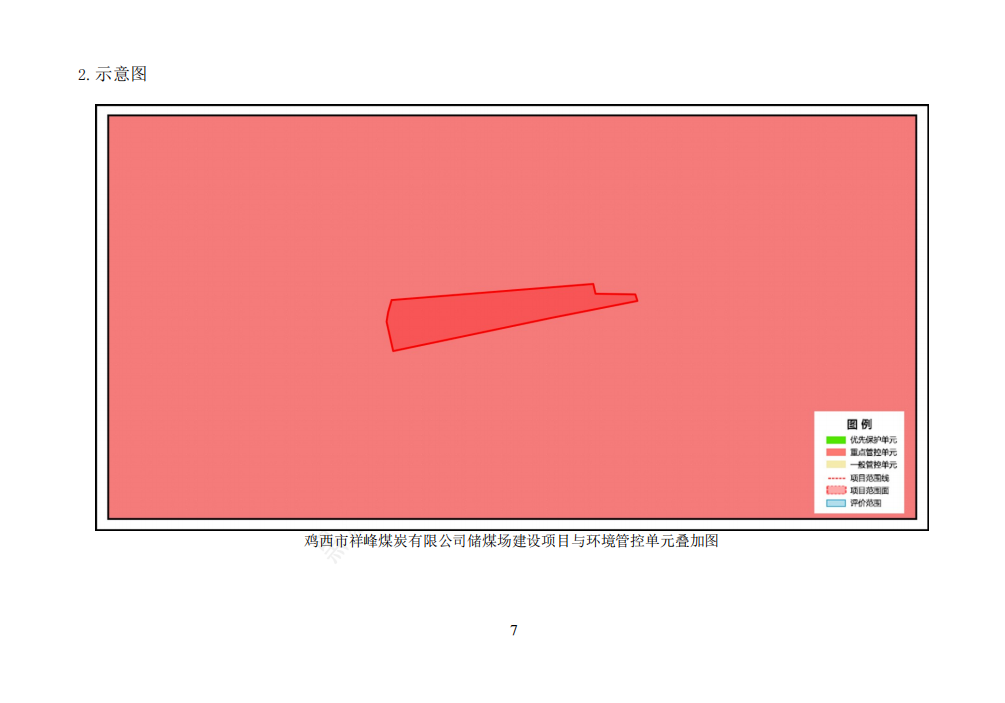 2. 示意图
图 例
优先保护单元
重点管控单元
一般管控单元
项目范围线
项目范围面
评价范围
鸡西市祥峰煤炭有限公司储煤场建设项目与环境管控单元叠加图
7